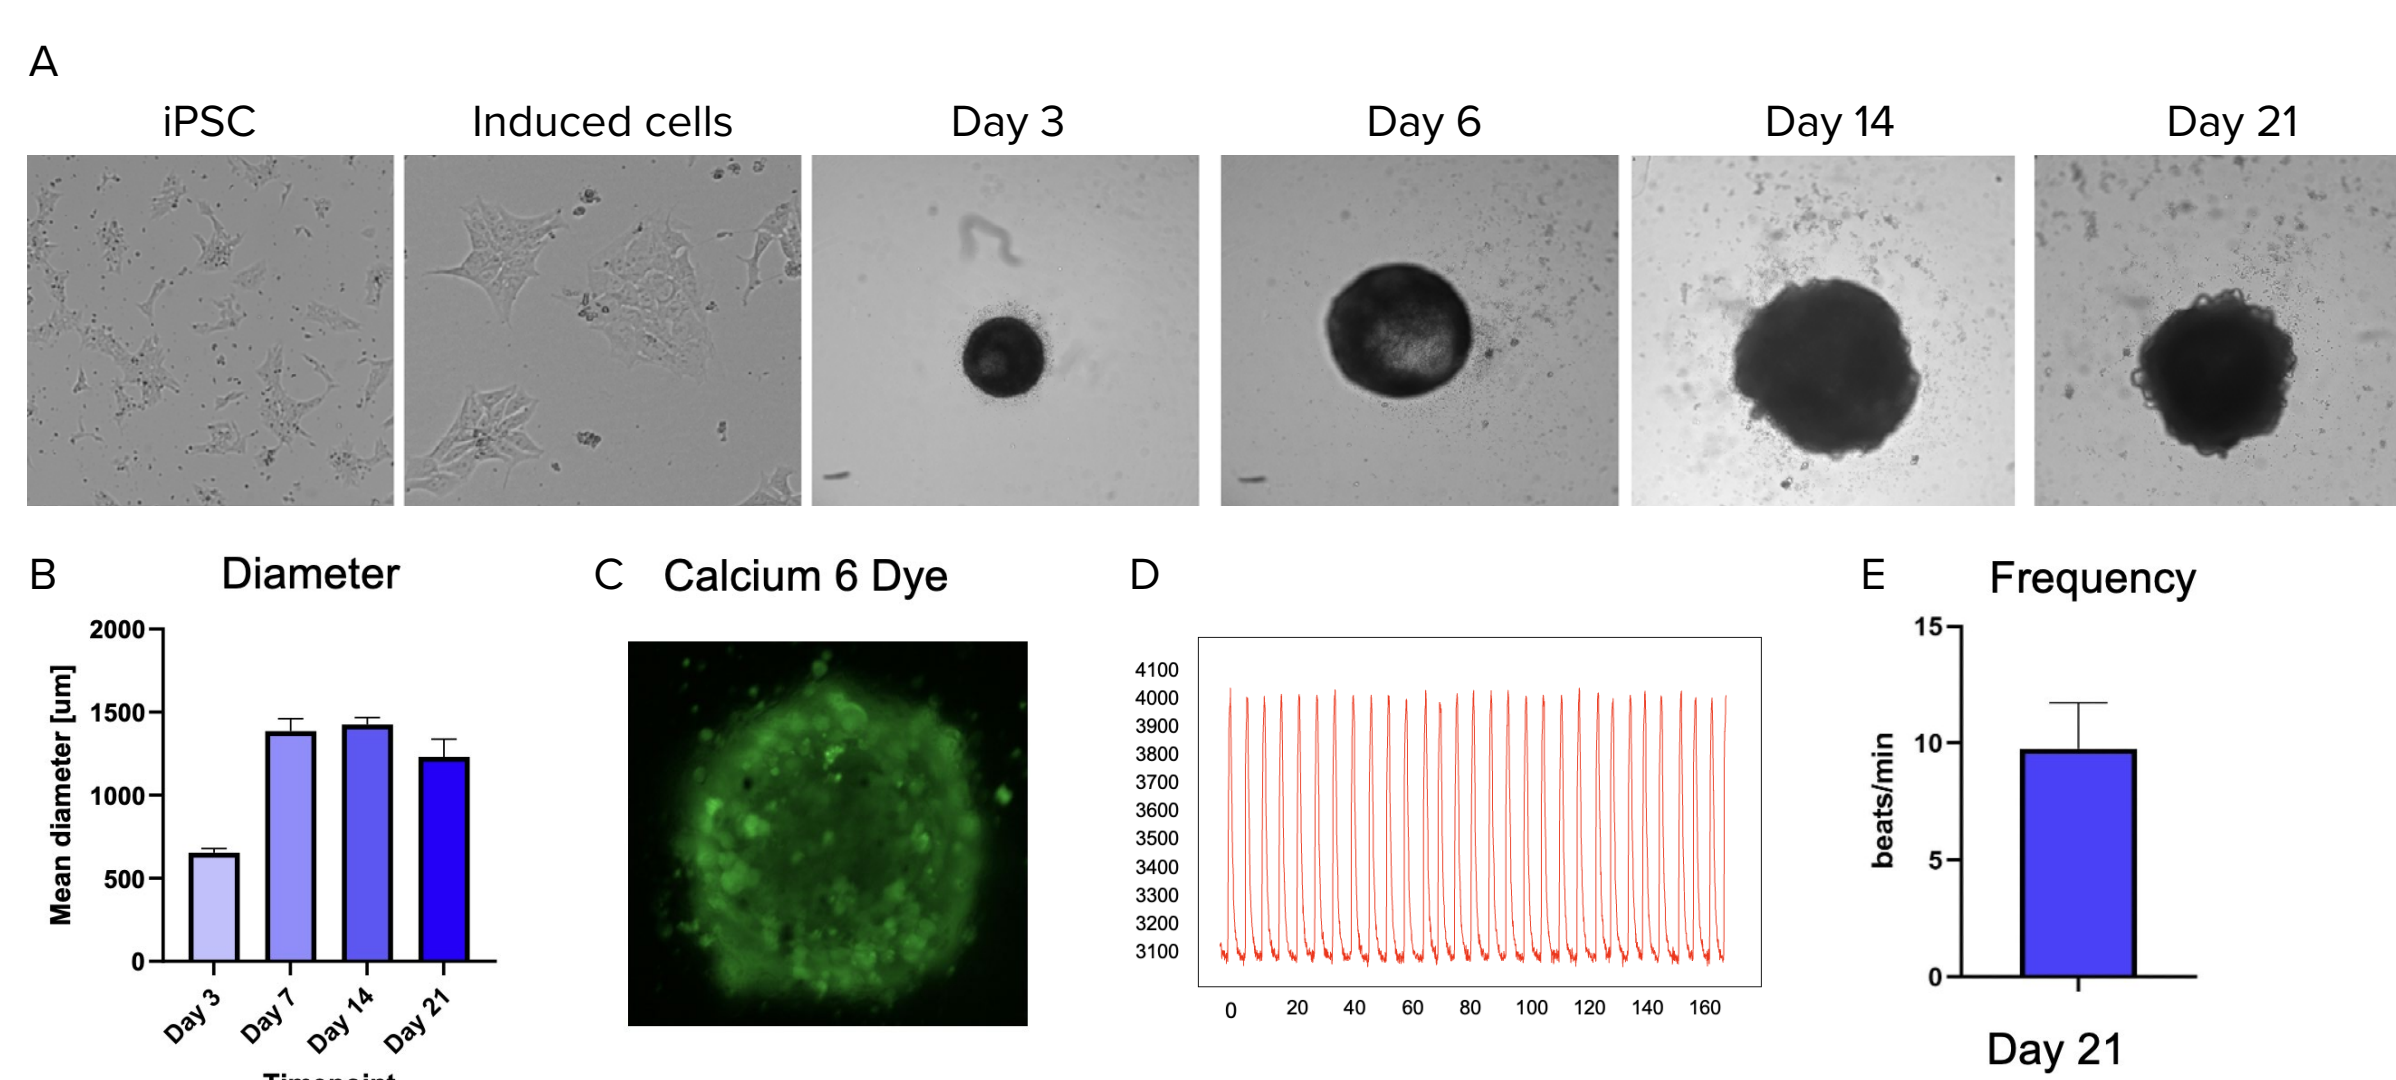 A
iPSC
Induced cells
Day 3
Day 6
Day 14
Day 21
B
Diameter
Mean diameter [um]
2000
1500
1000
500
0
Day 3
Day 7
Day 14
Day 21
Timepoint
C
Calcium 6 Dye
D
4100
4000
3900
3800
3700
3600
3500
3400
3300
3200
3100
0
20
40
60
80
100
120
140
160
E
Frequency
beats/min
15
10
5
0
Day 21